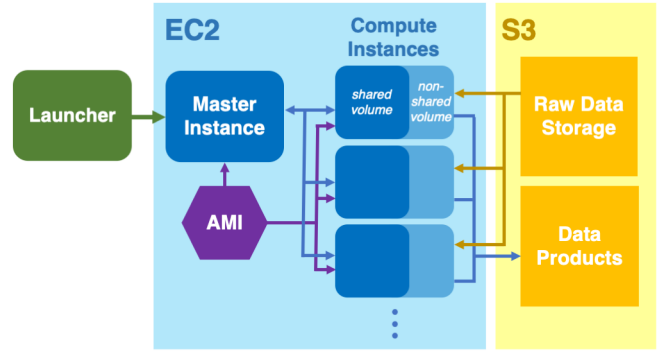 EC2
Compute
Instances
S3
Launcher
Master
Instance
shared
volume
non-
shared
volume
Raw Data
Storage
AMI
Data
Products